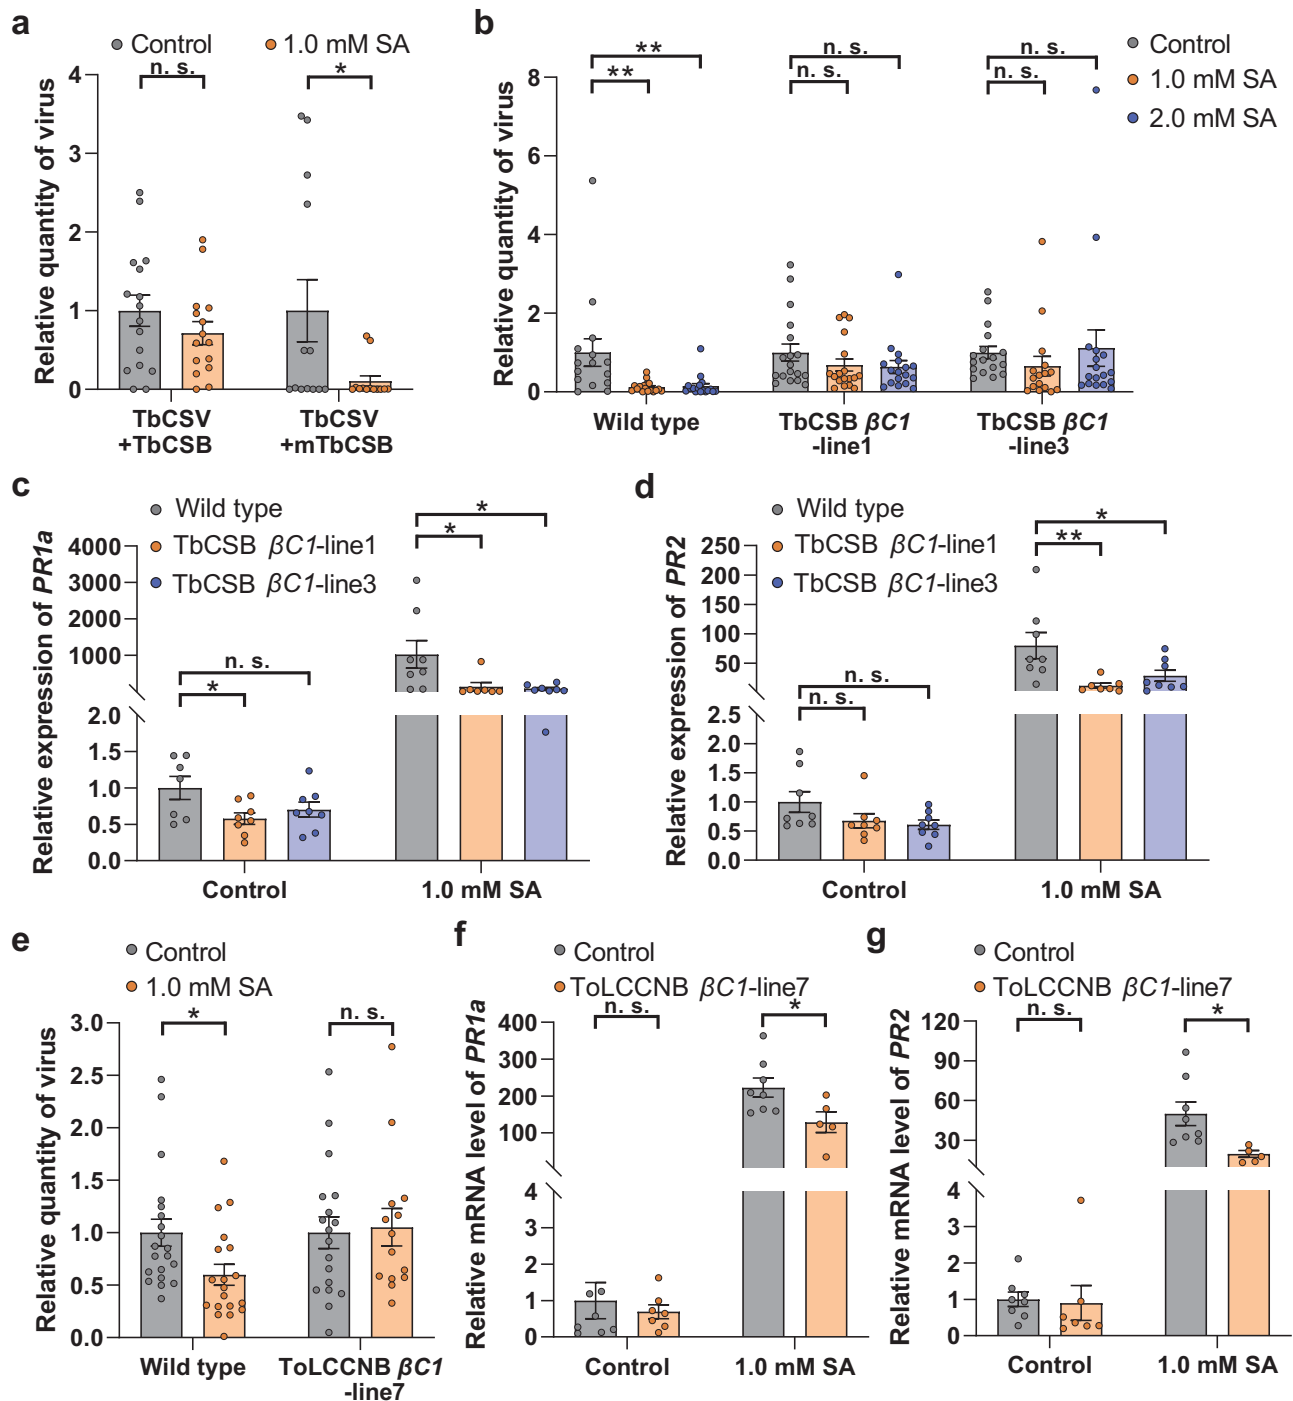 a
Control
1.0 mM SA
n. s.
*
Relative quantity of virus
4
3
2
1
0
TbCSV
+TbCSB
TbCSV
+mTbCSB
b
Control
1.0 mM SA
2.0 mM SA
**
**
n. s.
n. s.
n. s.
n. s.
Relative quantity of virus
8
6
4
2
0
Wild type
TbCSB βC1
-line1
TbCSB βC1
-line3
c
Wild type
TbCSB βC1-line1
TbCSB βC1-line3
*
*
n. s.
*
Relative expression of PR1a
4000
3000
2000
1000
2.0
1.5
1.0
0.5
0.0
Control
1.0 mM SA
d
Wild type
TbCSB βC1-line1
TbCSB βC1-line3
*
**
n. s.
n. s.
Relative expression of PR2
250
200
150
100
50
2.5
2.0
1.5
1.0
0.5
0.0
Control
1.0 mM SA
e
Control
1.0 mM SA
*
n. s.
Relative quantity of virus
3.0
2.5
2.0
1.5
1.0
0.5
0.0
Wild type
ToLCCNB βC1
-line7
f
Control
ToLCCNB βC1-line7
n. s.
*
Relative mRNA level of PR1a
400
300
200
100
4
3
2
1
0
Control
1.0 mM SA
g
Control
ToLCCNB βC1-line7
n. s.
*
Relative mRNA level of PR2
120
90
60
30
4
3
2
1
0
Control
1.0 mM SA